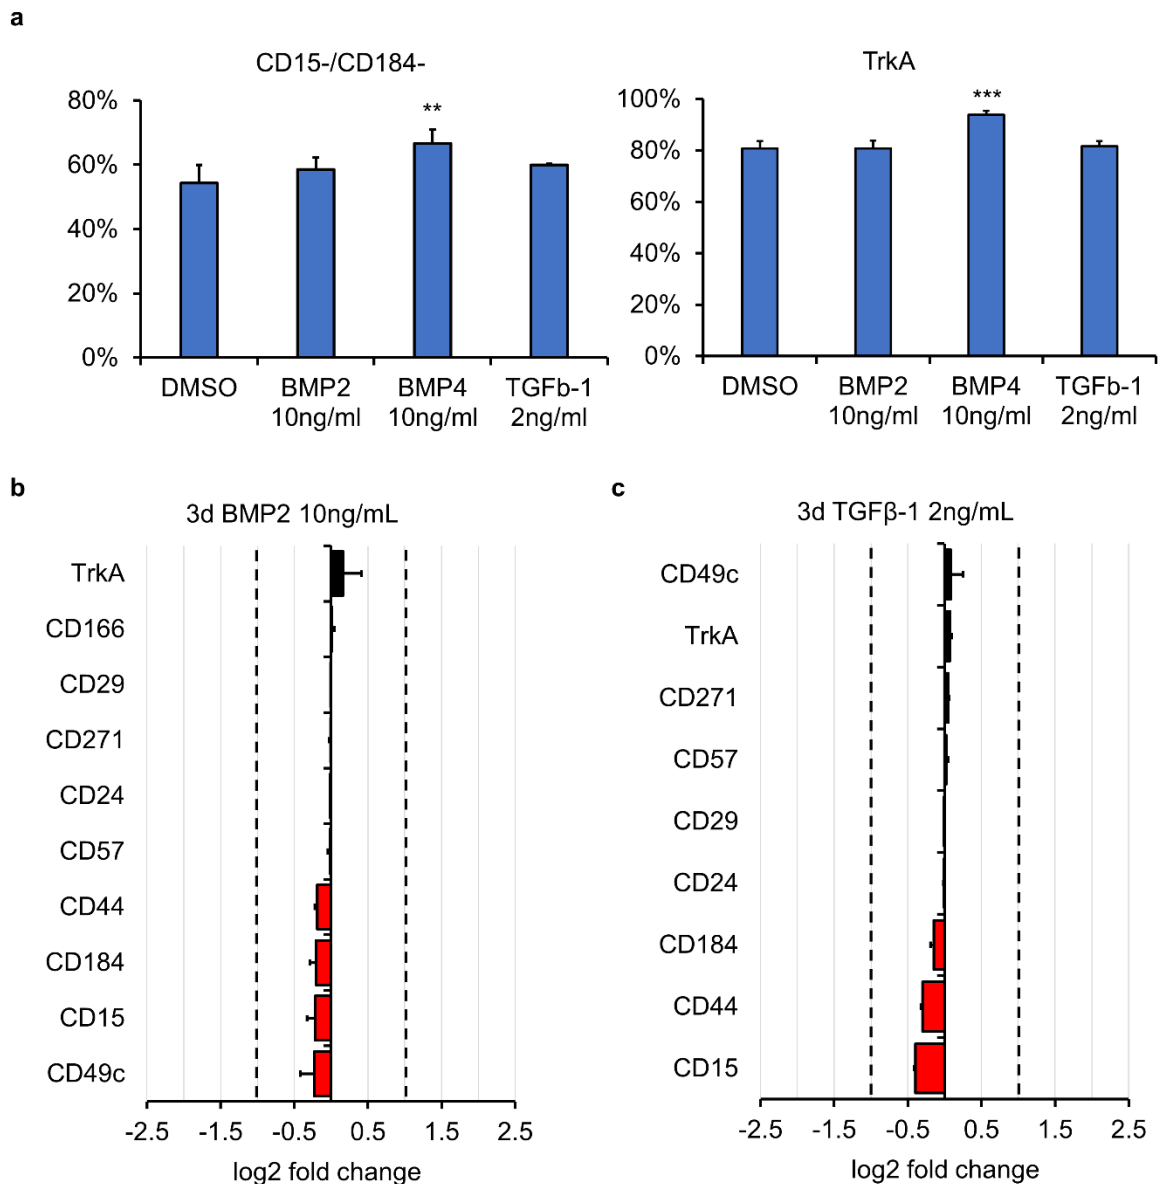 a
CD15-/CD184-
80%
60%
40%
20%
0%
**
DMSO
BMP2
10ng/ml
BMP4
10ng/ml
TGFb-1
2ng/ml
TrkA
100%
80%
60%
40%
20%
0%
***
DMSO
BMP2
10ng/ml
BMP4
10ng/ml
TGFb-1
2ng/ml
b
3d BMP2 10ng/mL
TrkA
CD166
CD29
CD271
CD24
CD57
CD44
CD184
CD15
CD49c
-2.5 -1.5 -0.5 0.5 1.5 2.5
log2 fold change
c
3d TGFβ-1 2ng/mL
CD49c
TrkA
CD271
CD57
CD29
CD24
CD184
CD44
CD15
-2.5 -1.5 -0.5 0.5 1.5 2.5
log2 fold change